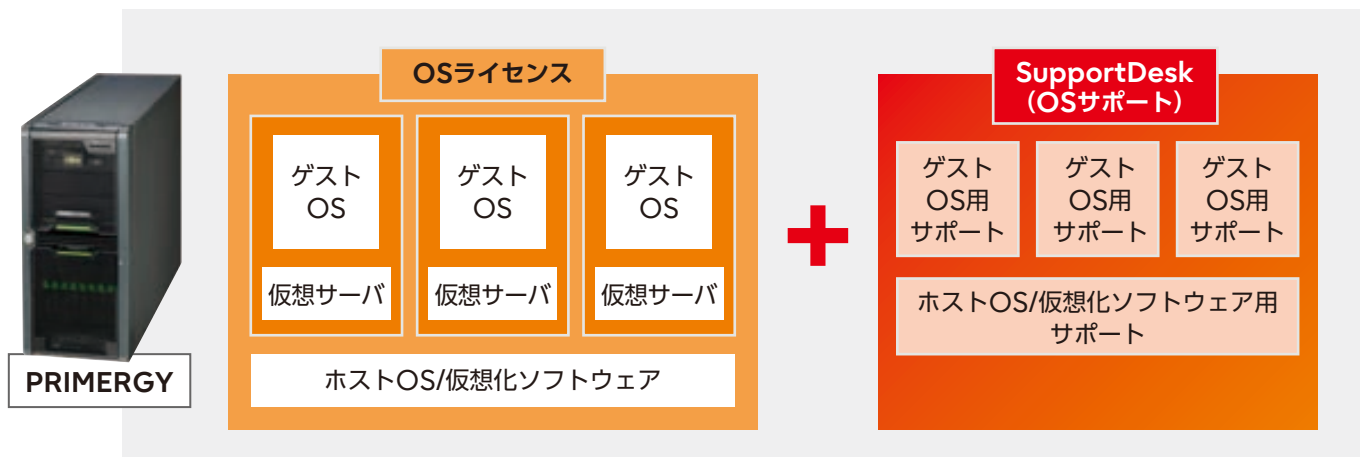 PRIMERGY
OSライセンス
ゲスト
OS
仮想サーバ
ゲスト
OS
仮想サーバ
ゲスト
OS
仮想サーバ
ホストOS/仮想化ソフトウェア
SupportDesk
(OSサポート)
ゲスト
OS用
サポート
ゲスト
OS用
サポート
ゲスト
OS用
サポート
ホストOS/仮想化ソフトウェア用
サポート